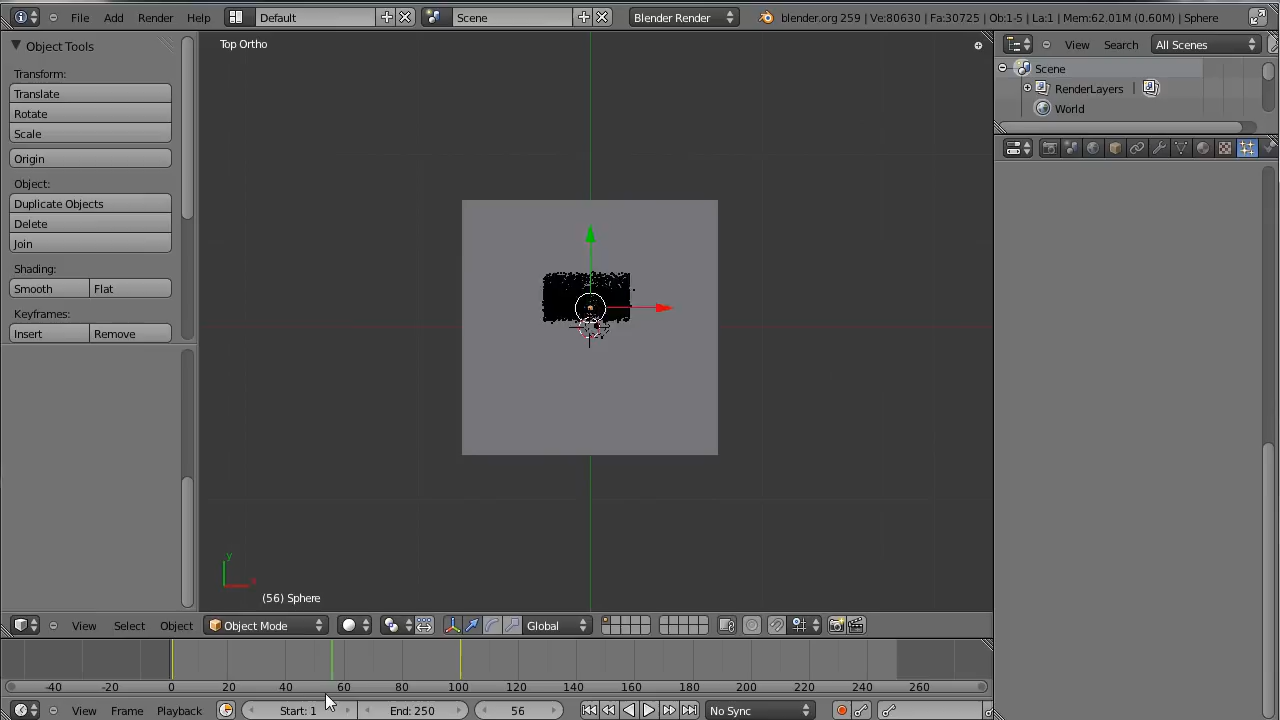 File Add Render Help Default Scene Blender Render blender.org 259 | Ve:80630 | Fa:30725 | Ob:1-5 | La:1 | Mem:62.01M (0.60M) | Sphere
Object Tools
Transform:
Translate
Rotate
Scale
Origin
Object:
Duplicate Objects
Delete
Join
Shading:
Smooth Flat
Keyframes:
Insert Remove
Top Ortho
y
x
(56) Sphere
View Search All Scenes
Scene
RenderLayers |
World
View Select Object Object Mode Global
-40 -20 0 20 40 60 80 100 120 140 160 180 200 220 240 260
View Frame Playback Start: 1 End: 250 56 No Sync